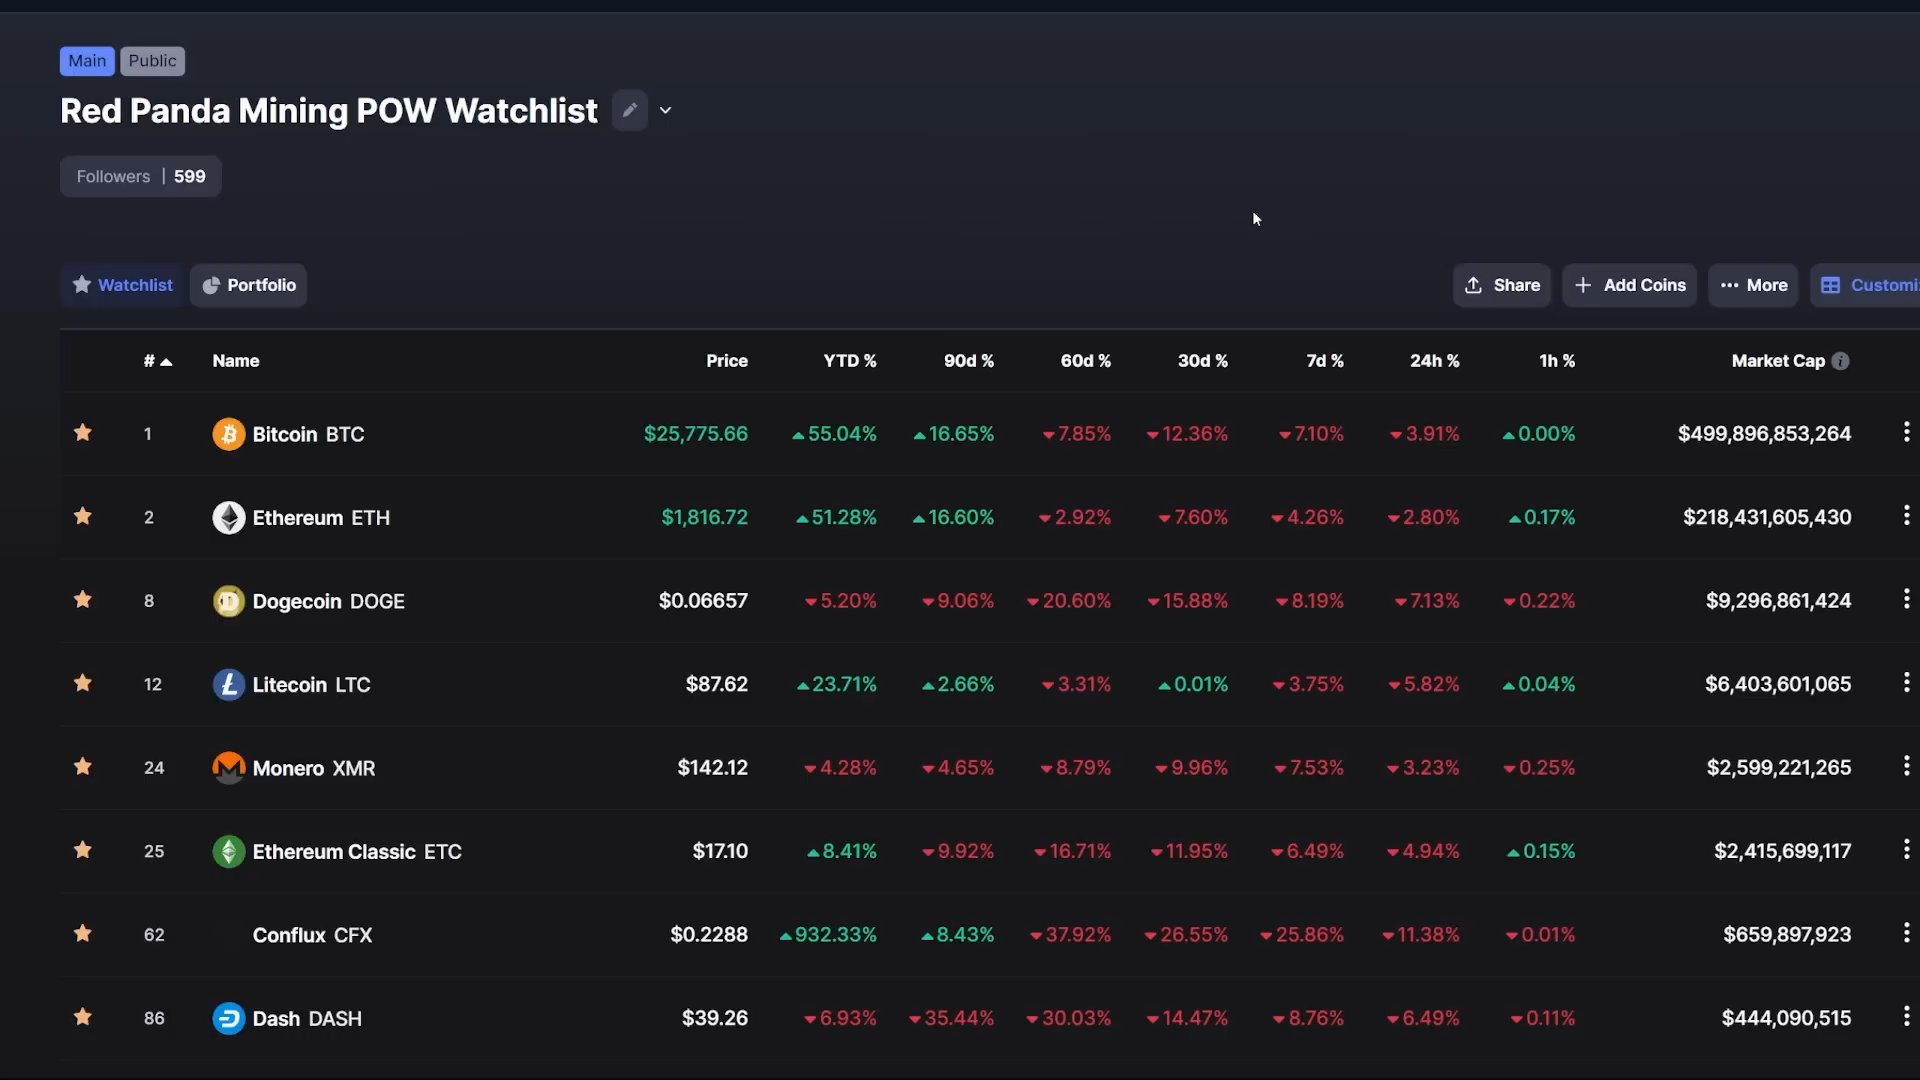 Main Public
Red Panda Mining POW Watchlist
Followers | 599
Watchlist Portfolio Share Add Coins More Customi
# Name Price YTD % 90d % 60d % 30d % 7d % 24h % 1h % Market Cap
1 Bitcoin BTC $25,775.66 55.04% 16.65% 7.85% 12.36% 7.10% 3.91% 0.00% $499,896,853,264
2 Ethereum ETH $1,816.72 51.28% 16.60% 2.92% 7.60% 4.26% 2.80% 0.17% $218,431,605,430
8 Dogecoin DOGE $0.06657 5.20% 9.06% 20.60% 15.88% 8.19% 7.13% 0.22% $9,296,861,424
12 Litecoin LTC $87.62 23.71% 2.66% 3.31% 0.01% 3.75% 5.82% 0.04% $6,403,601,065
24 Monero XMR $142.12 4.28% 4.65% 8.79% 9.96% 7.53% 3.23% 0.25% $2,599,221,265
25 Ethereum Classic ETC $17.10 8.41% 9.92% 16.71% 11.95% 6.49% 4.94% 0.15% $2,415,699,117
62 Conflux CFX $0.2288 932.33% 8.43% 37.92% 26.55% 25.86% 11.38% 0.01% $659,897,923
86 Dash DASH $39.26 6.93% 35.44% 30.03% 14.47% 8.76% 6.49% 0.11% $444,090,515